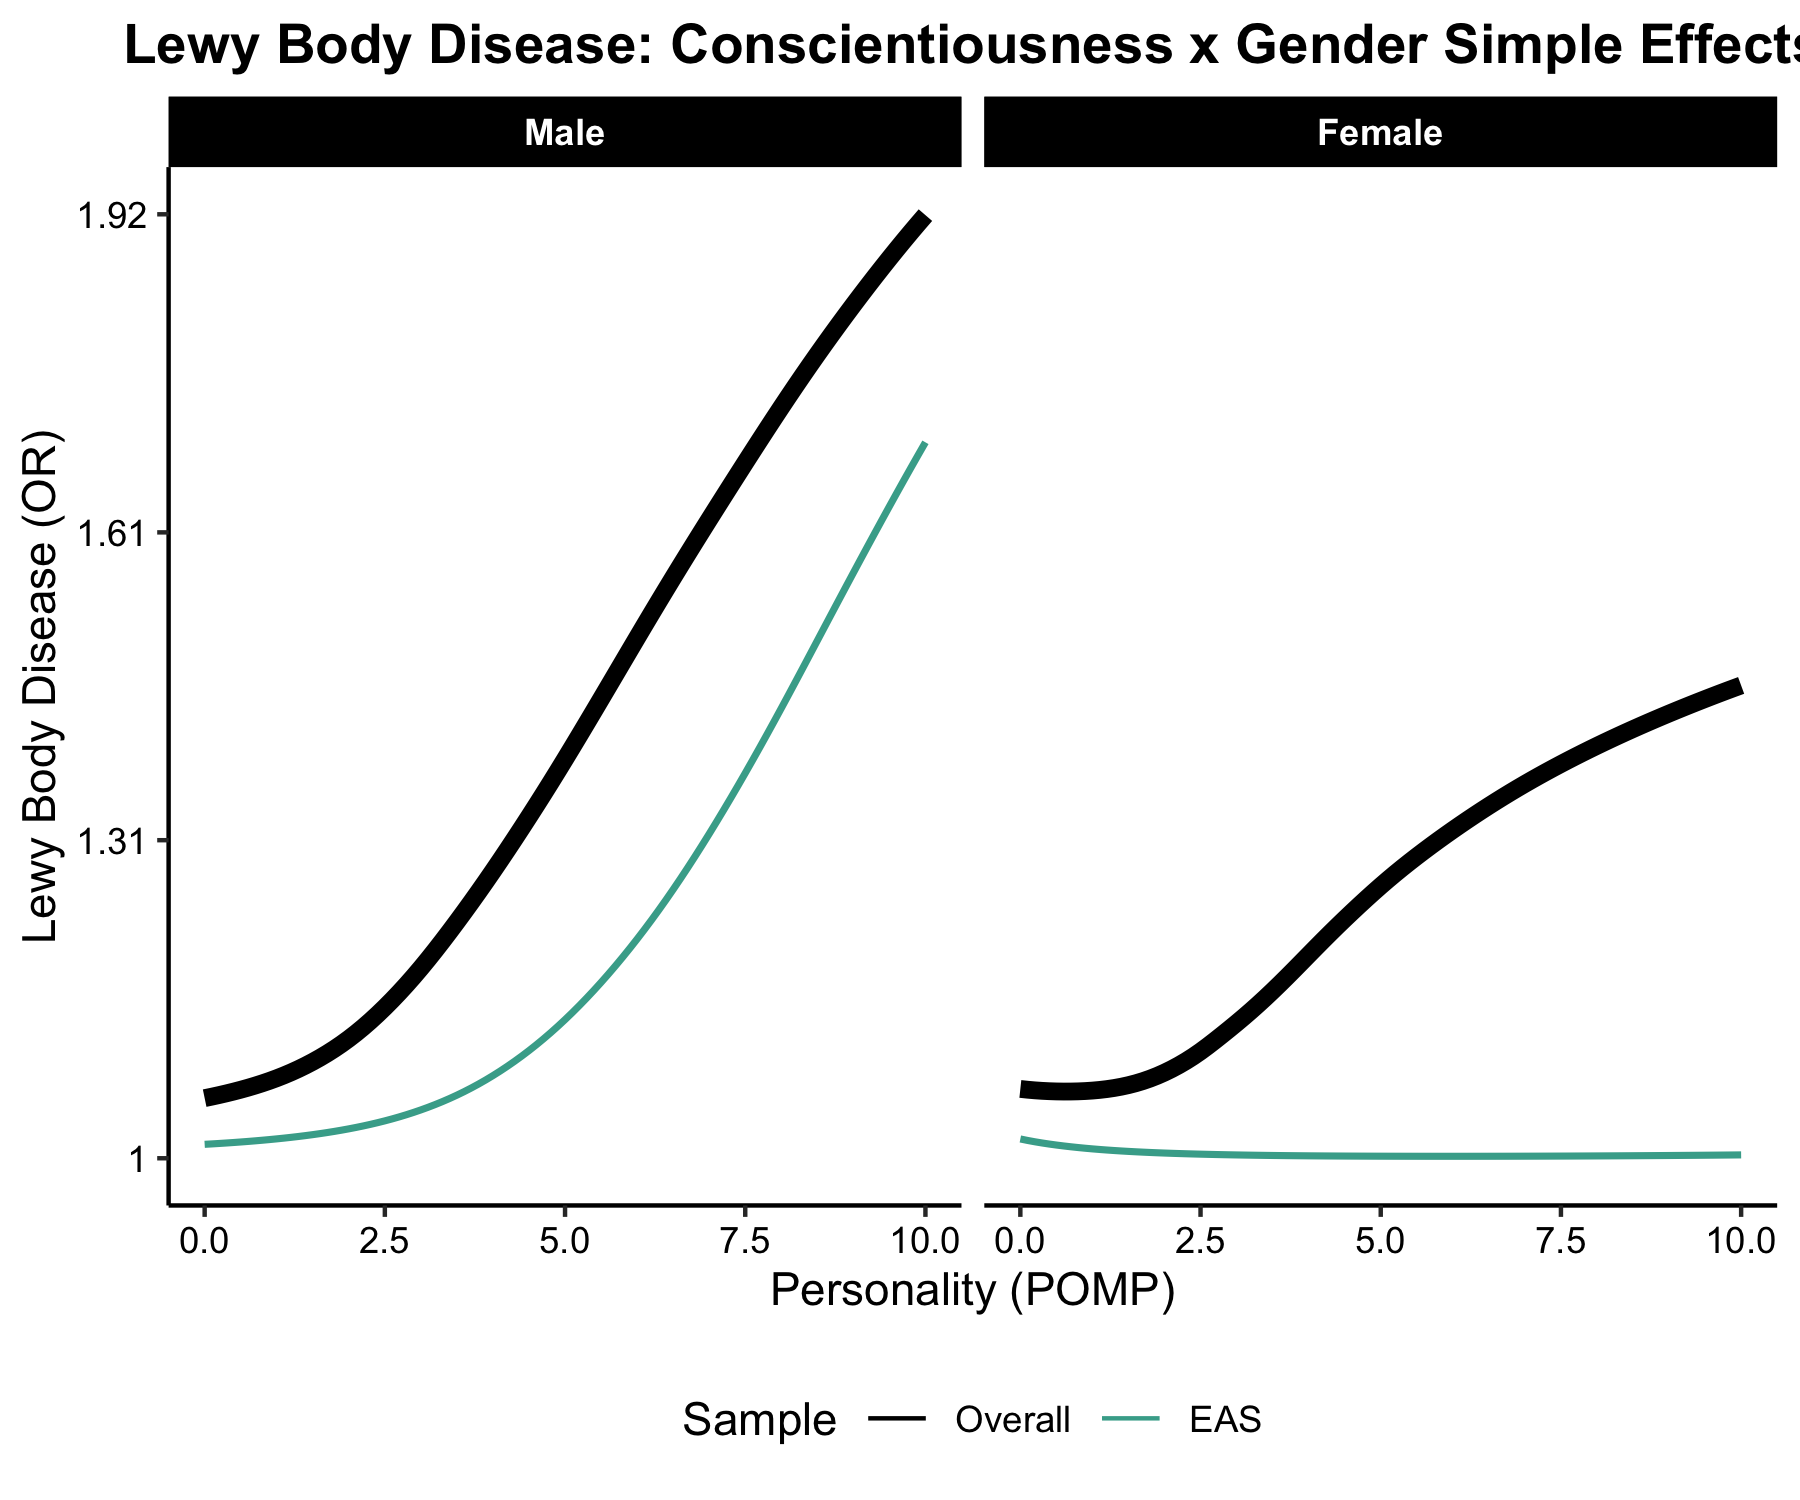 Lewy Body Disease: Conscientiousness x Gender Simple Effects
Male
Female
Lewy Body Disease (OR)
1.92
1.61
1.31
1
0.0 2.5 5.0 7.5 10.0
0.0 2.5 5.0 7.5 10.0
Personality (POMP)
Sample Overall EAS